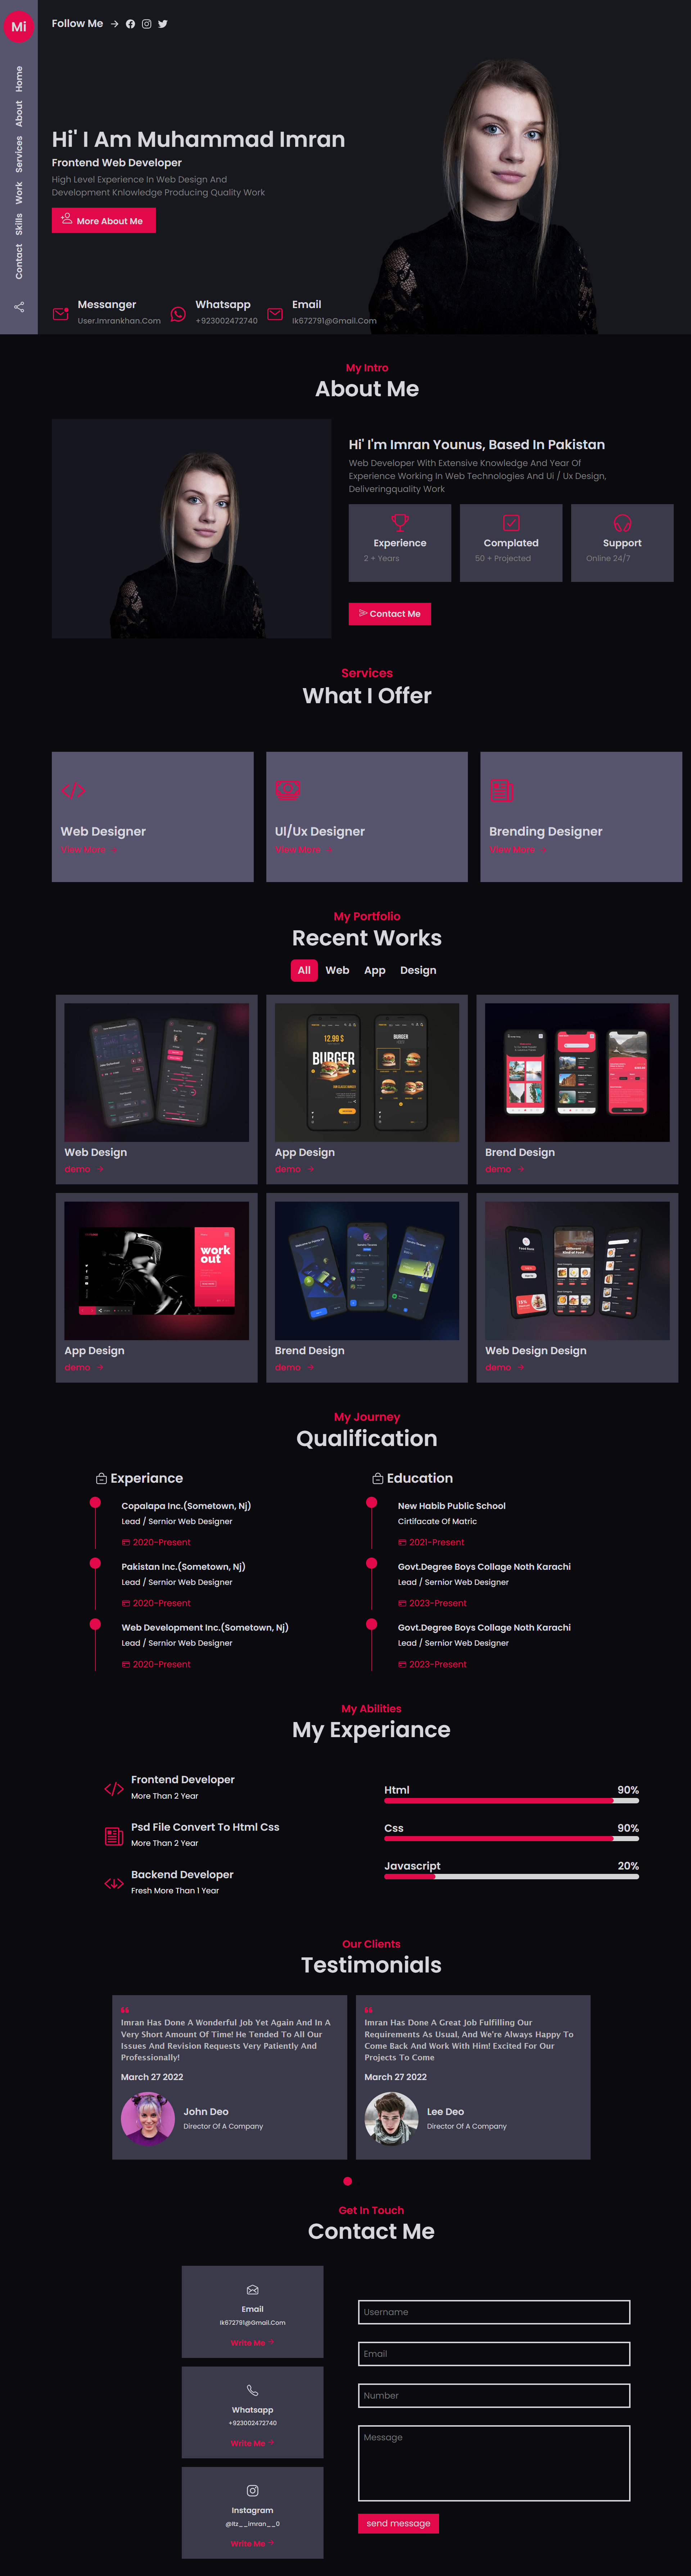 Mi
Home
About
Services
Work
Skills
Contact
Follow Me
Hi' I Am Muhammad Imran
Frontend Web Developer
High Level Experience In Web Design And
Development Knlowledge Producing Quality Work
More About Me
Messanger
User.Imrankhan.Com
Whatsapp
+923002472740
Email
Ik672791@Gmail.Com
My Intro
About Me
Hi' I'm Imran Younus, Based In Pakistan
Web Developer With Extensive Knowledge And Year Of
Experience Working In Web Technologies And Ui / Ux Design,
Deliveringquality Work
Experience
2 + Years
Complated
50 + Projected
Support
Online 24/7
Contact Me
Services
What I Offer
Web Designer
View More
UI/Ux Designer
View More
Brending Designer
View More
My Portfolio
Recent Works
All Web App Design
12.99 $
BURGER
BURGER
Web Design
demo
App Design
demo
Brend Design
demo
work
out
App Design
demo
Brend Design
demo
Web Design Design
demo
My Journey
Qualification
Experiance
Copalapa Inc.(Sometown, Nj)
Lead / Sernior Web Designer
2020-Present
Pakistan Inc.(Sometown, Nj)
Lead / Sernior Web Designer
2020-Present
Web Development Inc.(Sometown, Nj)
Lead / Sernior Web Designer
2020-Present
Education
New Habib Public School
Cirtifacate Of Matric
2021-Present
Govt.Degree Boys Collage Noth Karachi
Lead / Sernior Web Designer
2023-Present
Govt.Degree Boys Collage Noth Karachi
Lead / Sernior Web Designer
2023-Present
My Abilities
My Experiance
Frontend Developer
More Than 2 Year
Psd File Convert To Html Css
More Than 2 Year
Backend Developer
Fresh More Than 1 Year
Html 90%
Css 90%
Javascript 20%
Our Clients
Testimonials
Imran Has Done A Wonderful Job Yet Again And In A
Very Short Amount Of Time! He Tended To All Our
Issues And Revision Requests Very Patiently And
Professionally!
March 27 2022
John Deo
Director Of A Company
Imran Has Done A Great Job Fulfilling Our
Requirements As Usual, And We're Always Happy To
Come Back And Work With Him! Excited For Our
Projects To Come
March 27 2022
Lee Deo
Director Of A Company
Get In Touch
Contact Me
Email
Ik672791@Gmail.Com
Write Me
Whatsapp
+923002472740
Write Me
Instagram
@Itz__imran__0
Write Me
Username
Email
Number
Message
send message